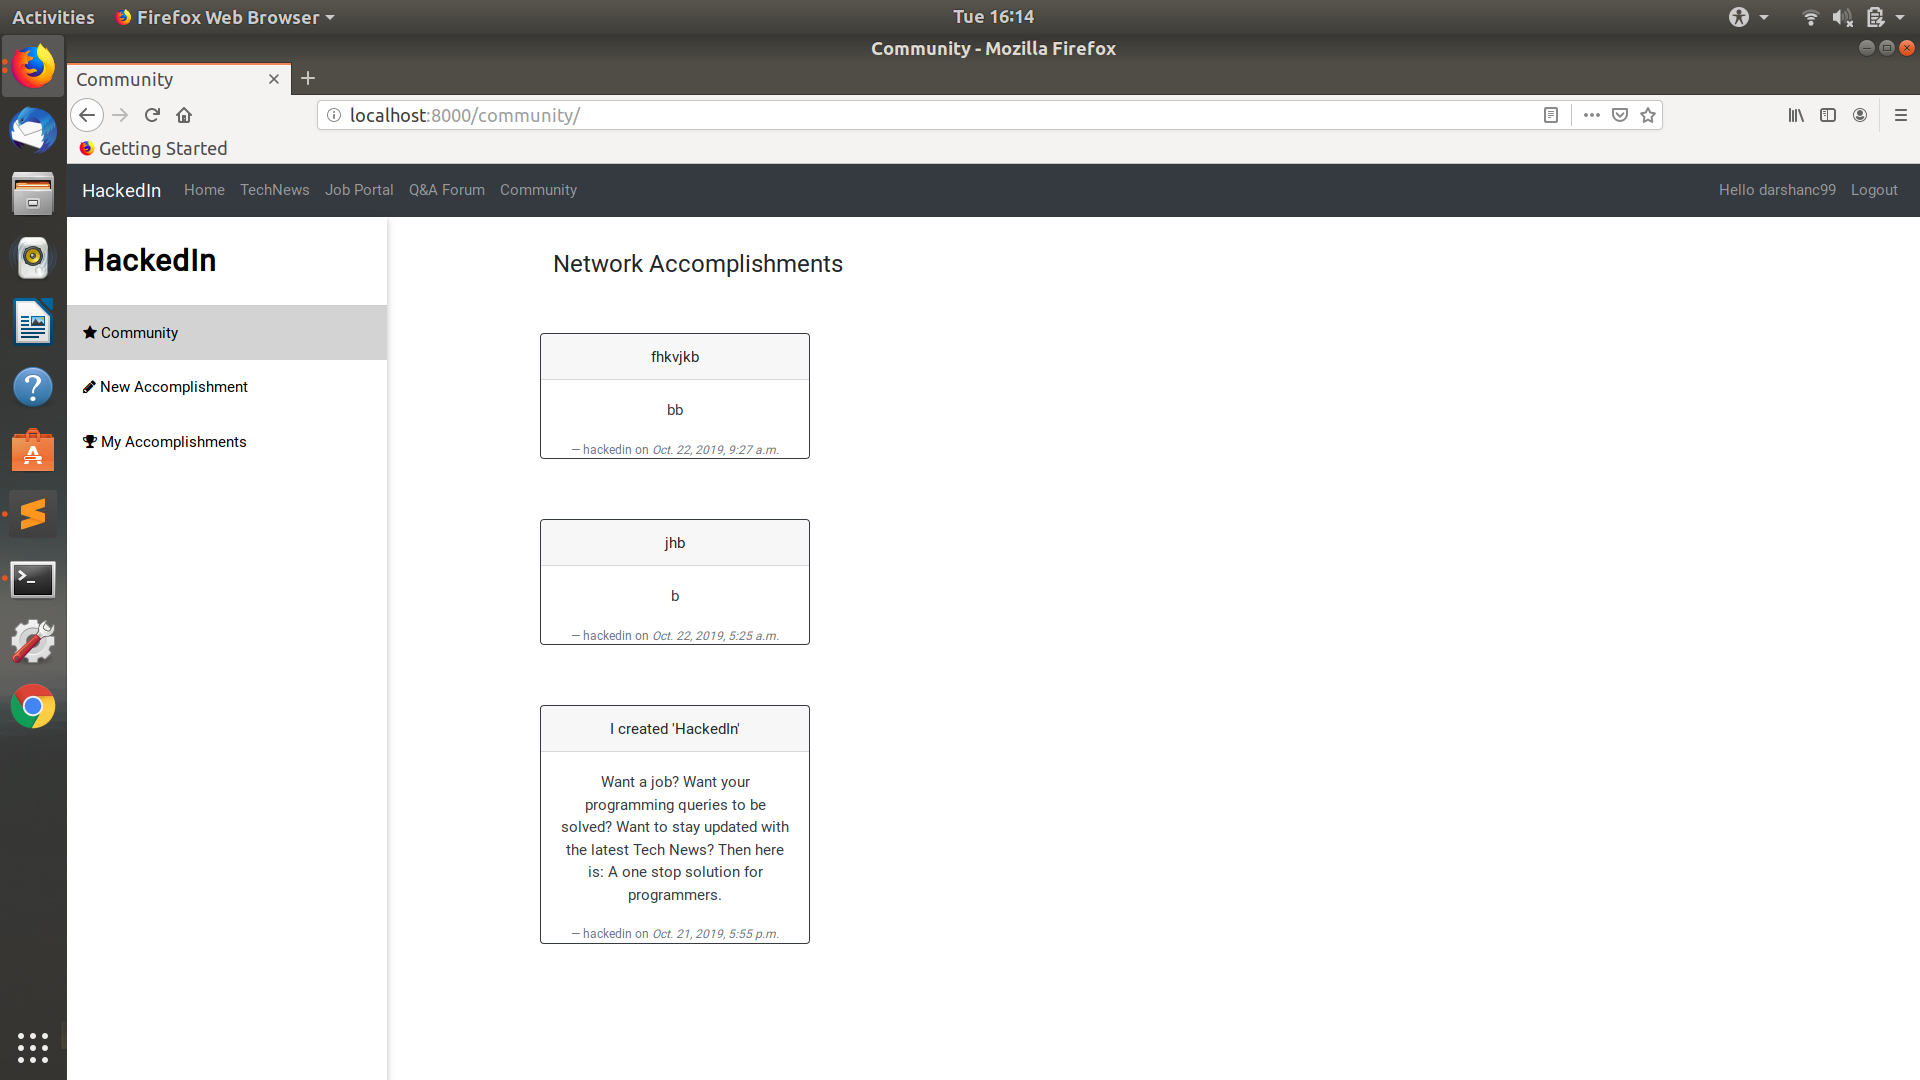 Activities
Firefox Web Browser
Tue 16:14
Community - Mozilla Firefox
Community
localhost:8000/community/
Getting Started
HackedIn Home TechNews Job Portal Q&A Forum Community
Hello darshanc99 Logout
HackedIn
Community
New Accomplishment
My Accomplishments
Network Accomplishments
fhkvjkb
bb
— hackedin on Oct. 22, 2019, 9:27 a.m.
jhb
b
— hackedin on Oct. 22, 2019, 5:25 a.m.
I created 'HackedIn'
Want a job? Want your
programming queries to be
solved? Want to stay updated with
the latest Tech News? Then here
is: A one stop solution for
programmers.
— hackedin on Oct. 21, 2019, 5:55 p.m.